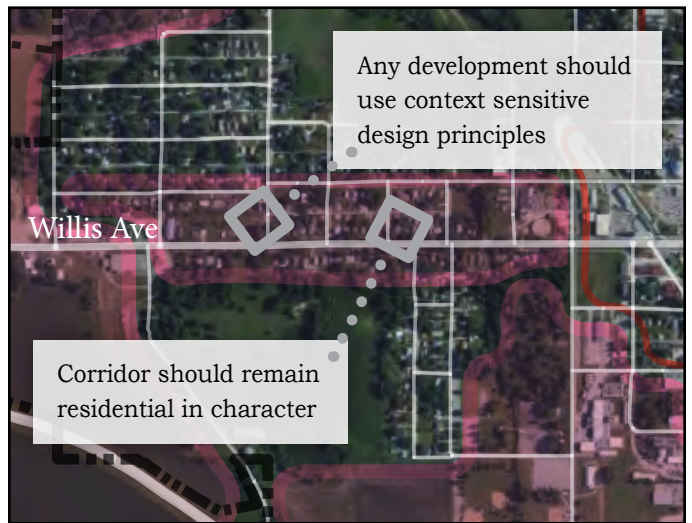 Any development should
use context sensitive
design principles
Willis Ave
Corridor should remain
residential in character